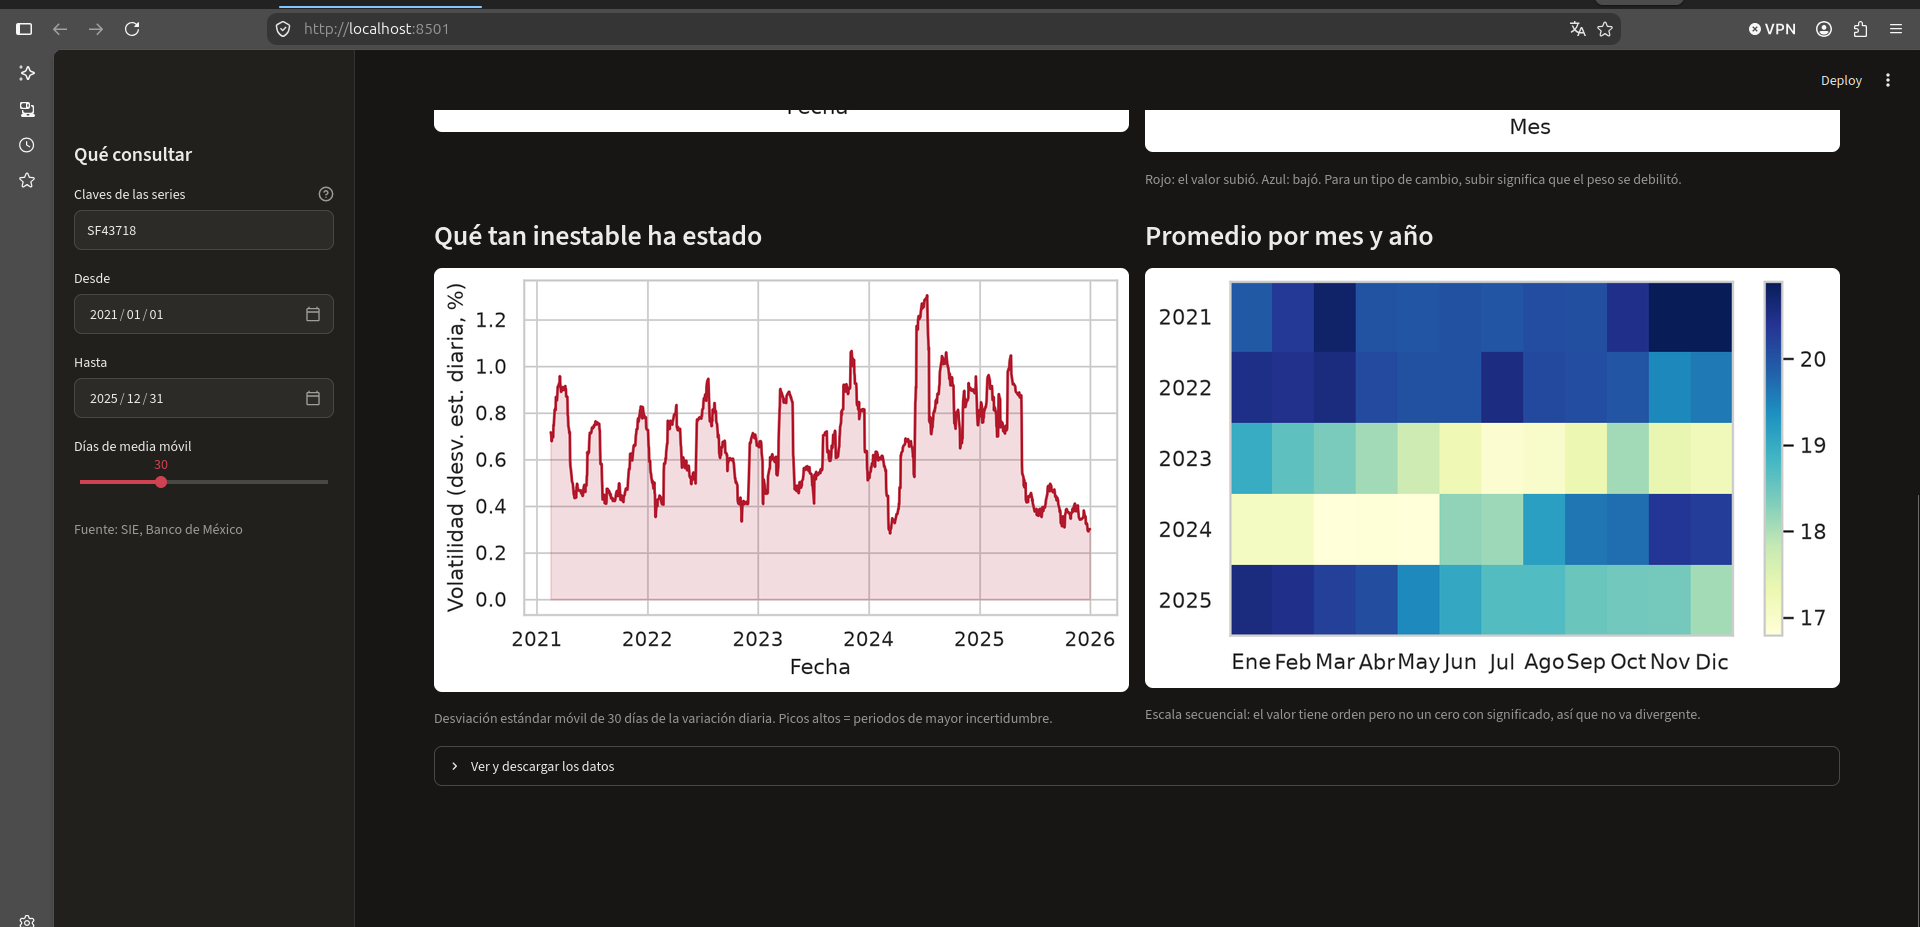 http://localhost:8501
VPN
Deploy
Qué consultar
Claves de las series
SF43718
Desde
2021/01/01
Hasta
2025/12/31
Días de media móvil
30
Fuente: SIE, Banco de México
Fecha
Mes
Rojo: el valor subió. Azul: bajó. Para un tipo de cambio, subir significa que el peso se debilitó.
Qué tan inestable ha estado
Volatilidad (desv. est. diaria, %)
1.2
1.0
0.8
0.6
0.4
0.2
0.0
2021 2022 2023 2024 2025 2026
Fecha
Desviación estándar móvil de 30 días de la variación diaria. Picos altos = periodos de mayor incertidumbre.
Promedio por mes y año
2021
2022
2023
2024
2025
Ene Feb Mar Abr May Jun Jul Ago Sep Oct Nov Dic
20
19
18
17
Escala secuencial: el valor tiene orden pero no un cero con significado, así que no va divergente.
Ver y descargar los datos